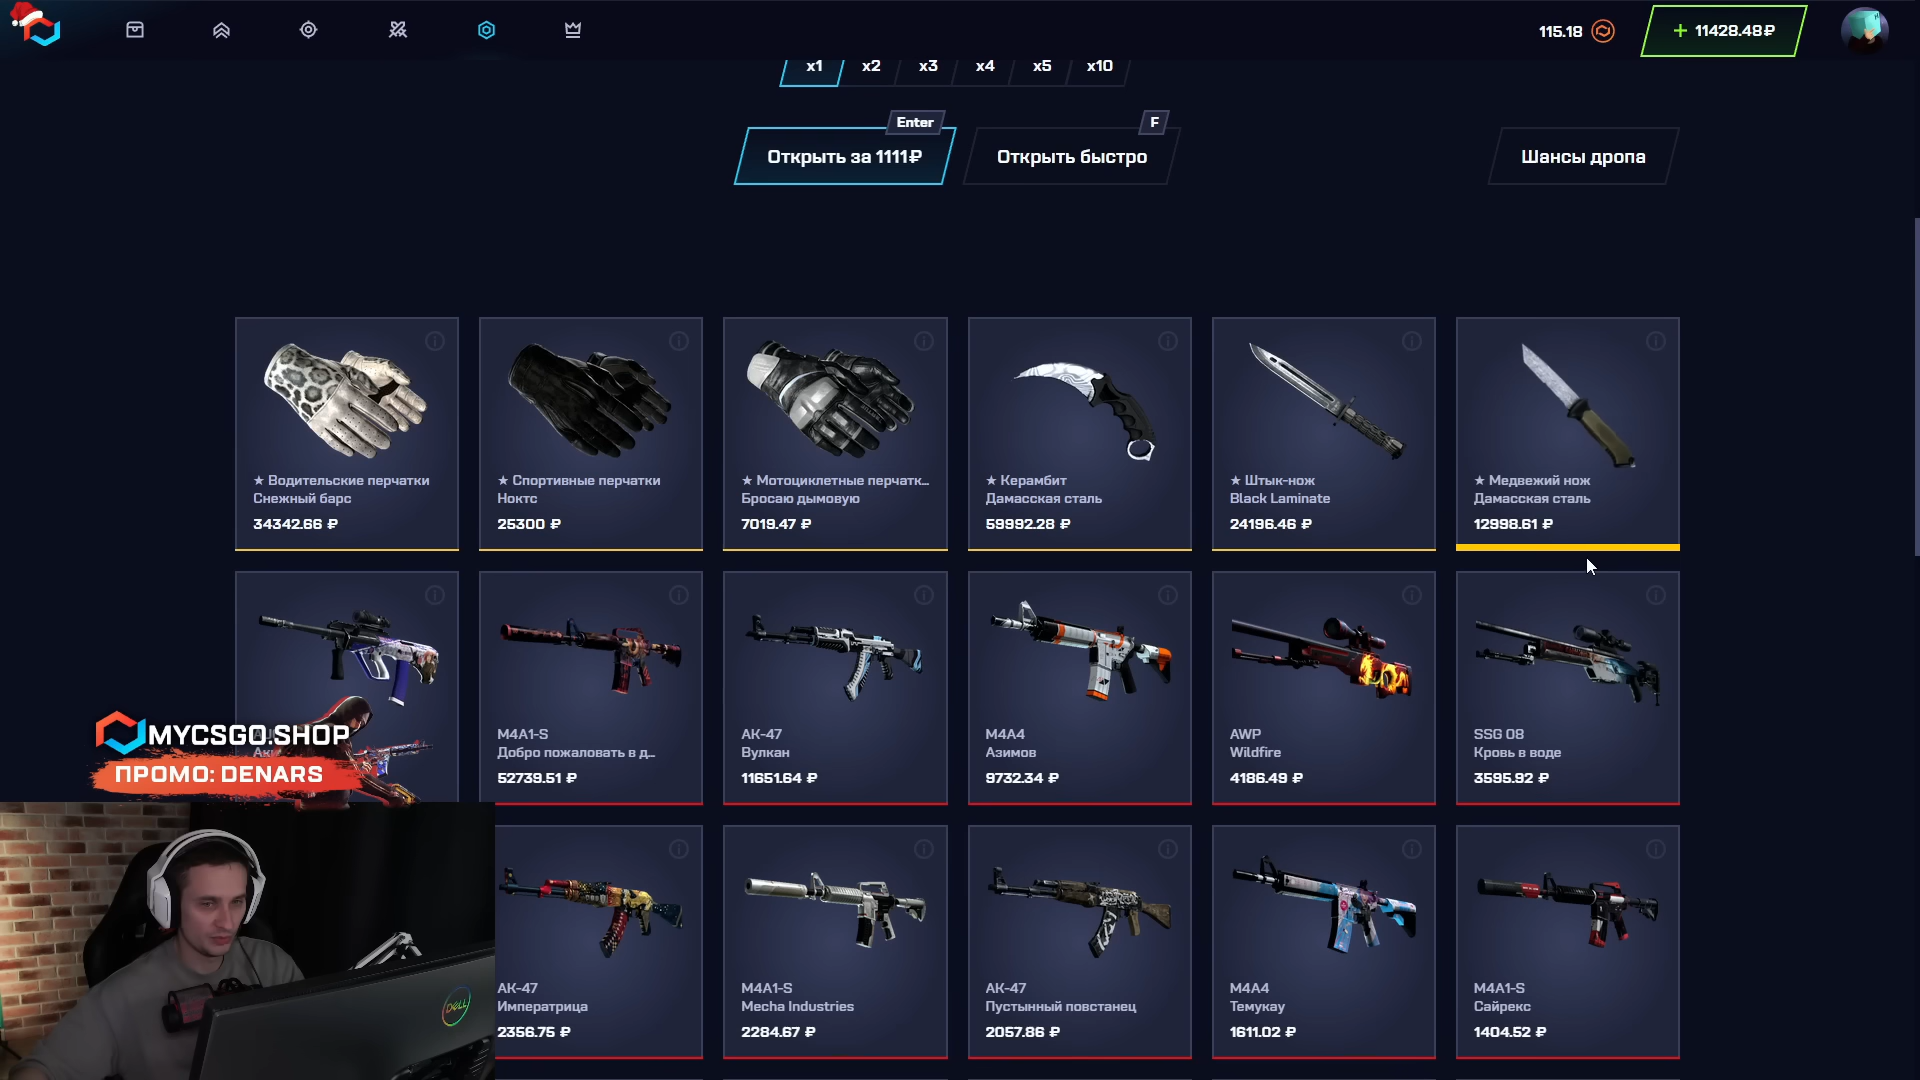 115.18
+ 11428.48₽
x1
x2
x3
x4
x5
x10
Enter
F
Открыть за 1111₽
Открыть быстро
Шансы дропа
★ Водительские перчатки
Снежный барс
34342.66 ₽
★ Спортивные перчатки
Ноктс
25300 ₽
★ Мотоциклетные перчатк...
Бросаю дымовую
7019.47 ₽
★ Керамбит
Дамасская сталь
59992.28 ₽
★ Штык-нож
Black Laminate
24196.46 ₽
★ Медвежий нож
Дамасская сталь
12998.61 ₽
M4A1-S
Добро пожаловать в д...
52739.51 ₽
AK-47
Вулкан
11651.64 ₽
M4A4
Азимов
9732.34 ₽
AWP
Wildfire
4186.49 ₽
SSG 08
Кровь в воде
3595.92 ₽
MYCSGO.SHOP
ПРОМО: DENARS
AK-47
Императрица
2356.75 ₽
M4A1-S
Mecha Industries
2284.67 ₽
AK-47
Пустынный повстанец
2057.86 ₽
M4A4
Темукау
1611.02 ₽
M4A1-S
Сайрекс
1404.52 ₽
DELL